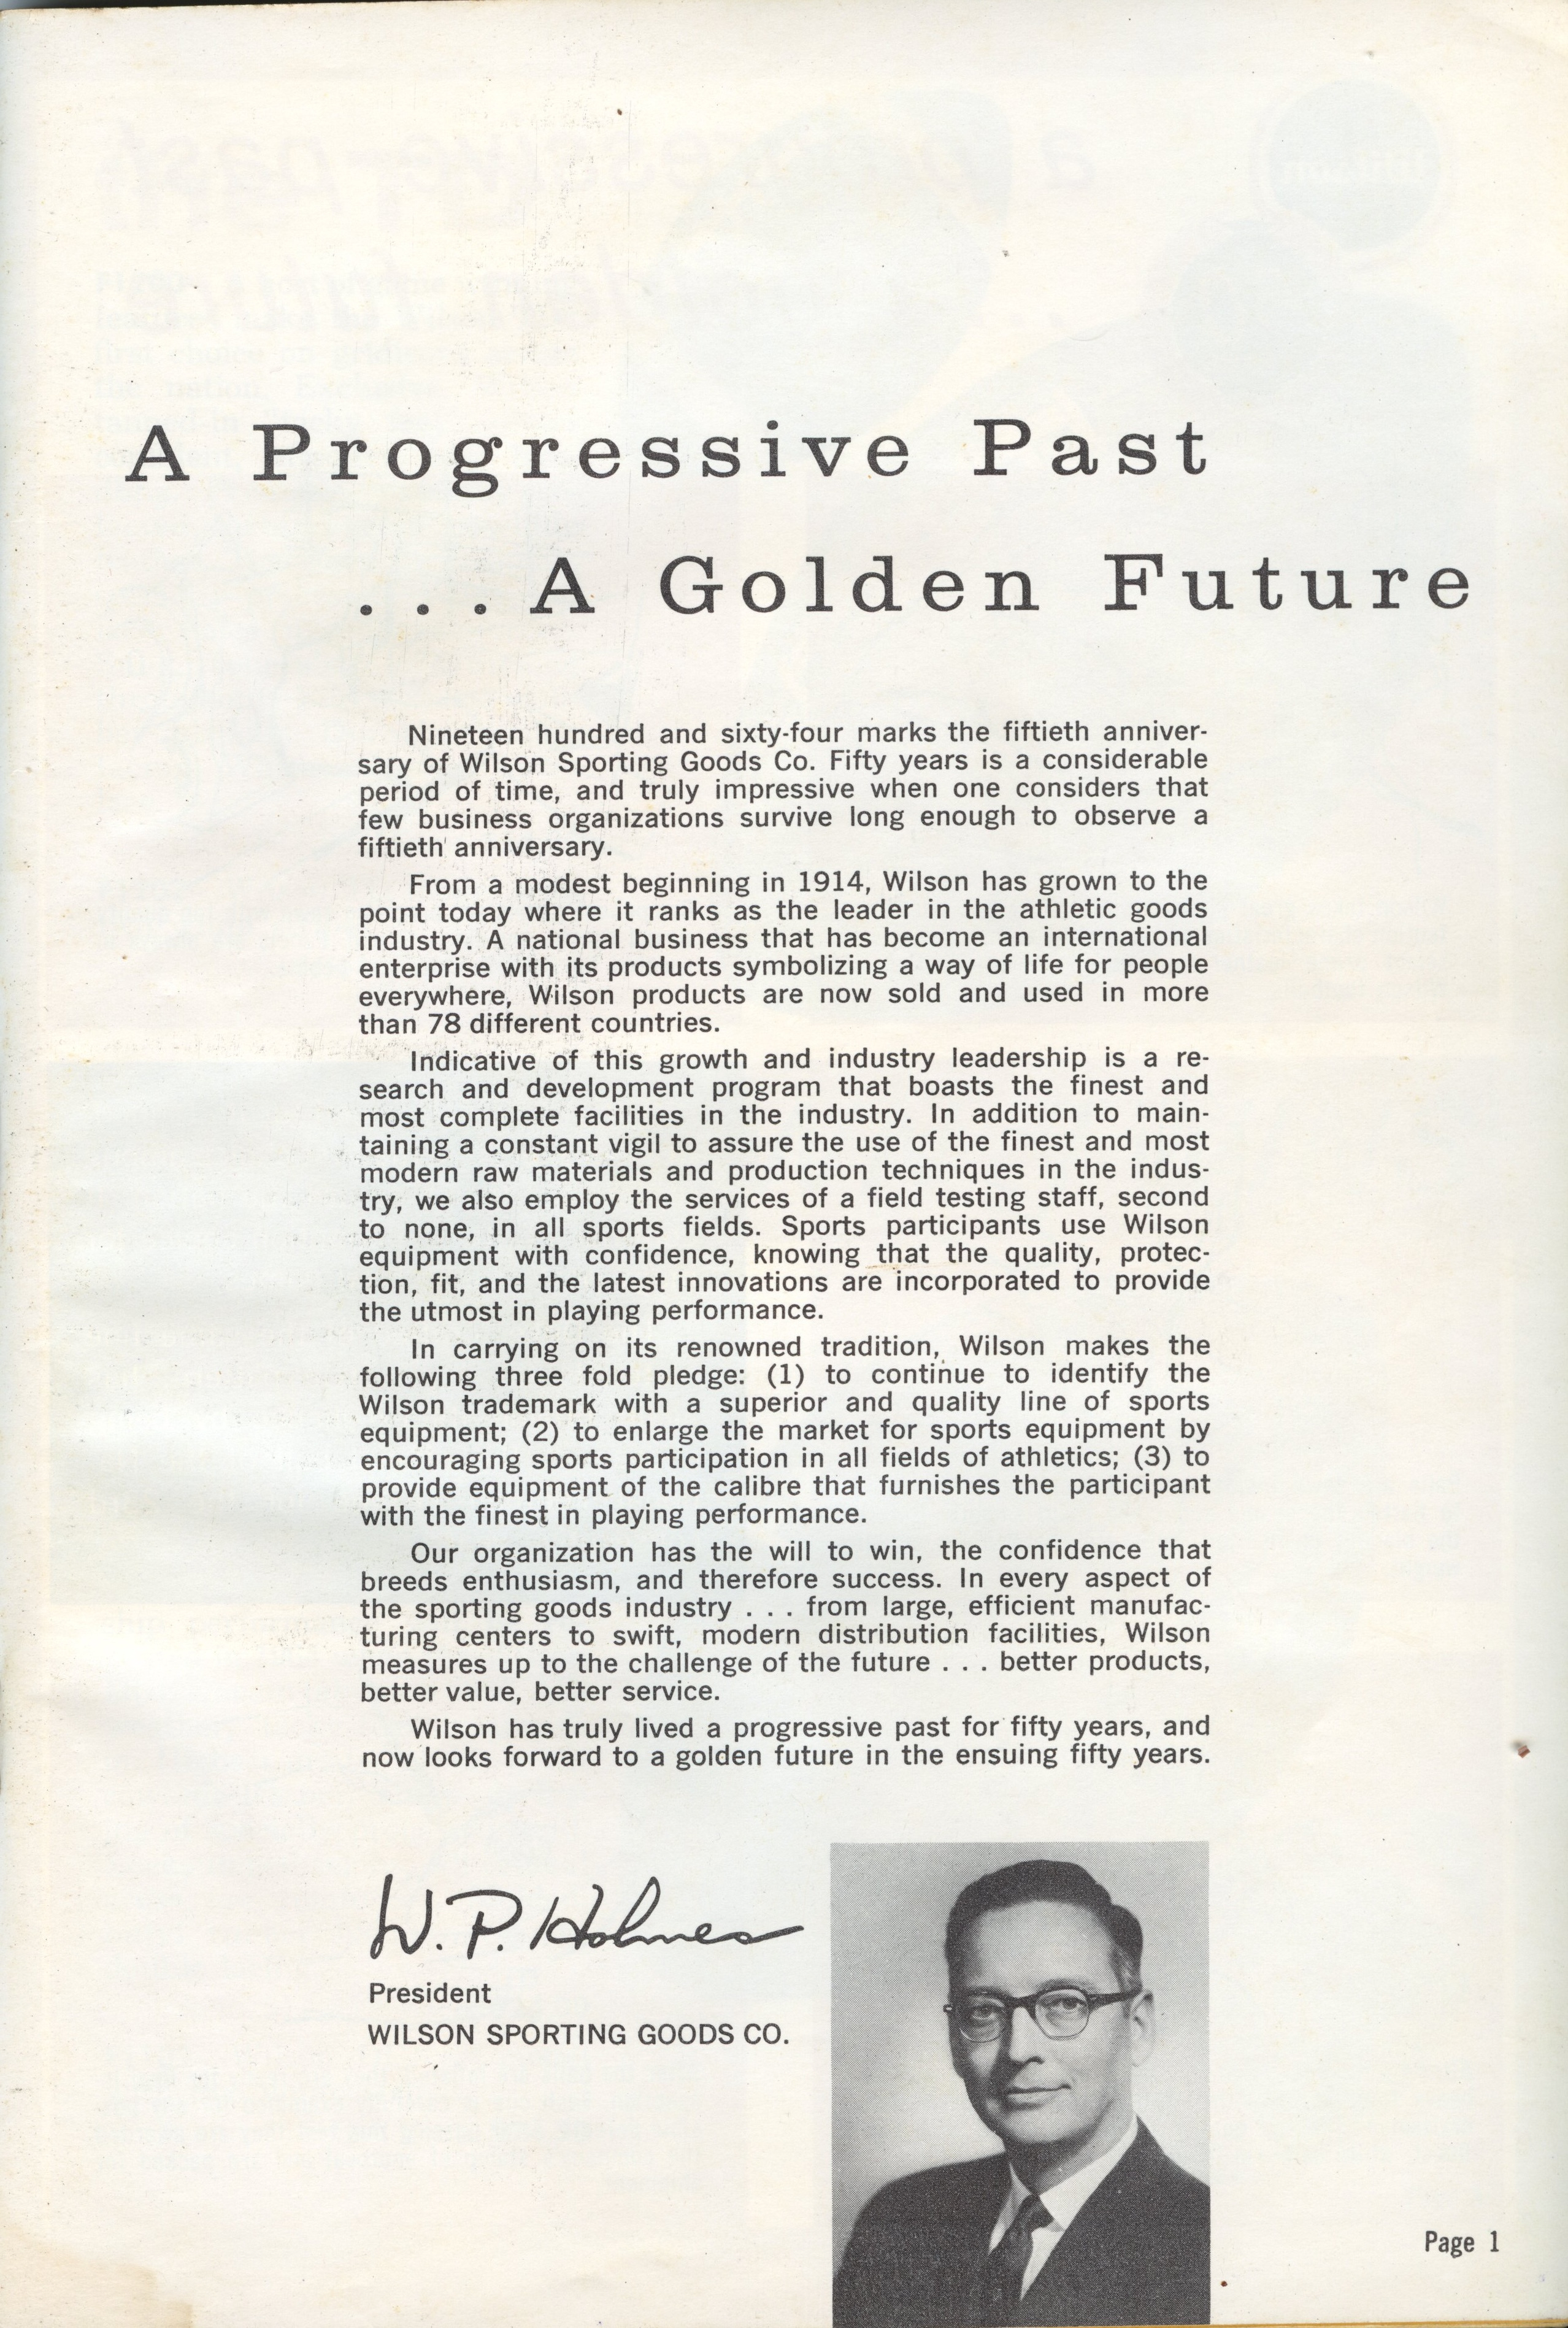 A Progressive Past
...A Golden Future
Nineteen hundred and sixty-four marks the fiftieth anniver-
sary of Wilson Sporting Goods Co. Fifty years is a considerable
period of time, and truly impressive when one considers that
few business organizations survive long enough to observe a
fiftieth anniversary.
From a modest beginning in 1914, Wilson has grown to the
point today where it ranks as the leader in the athletic goods
industry. A national business that has become an international
enterprise with its products symbolizing a way of life for people
everywhere, Wilson products are now sold and used in more
than 78 different countries.
Indicative of this growth and industry leadership is a re-
search and development program that boasts the finest and
most complete facilities in the industry. In addition to main-
taining a constant vigil to assure the use of the finest and most
modern raw materials and production techniques in the indus-
try, we also employ the services of a field testing staff, second
to none, in all sports fields. Sports participants use Wilson
equipment with confidence, knowing that the quality, protec-
tion, fit, and the latest innovations are incorporated to provide
the utmost in playing performance.
In carrying on its renowned tradition, Wilson makes the
following three fold pledge: (1) to continue to identify the
Wilson trademark with a superior and quality line of sports
equipment; (2) to enlarge the market for sports equipment by
encouraging sports participation in all fields of athletics; (3) to
provide equipment of the calibre that furnishes the participant
with the finest in playing performance.
Our organization has the will to win, the confidence that
breeds enthusiasm, and therefore success. In every aspect of
the sporting goods industry . . . from large, efficient manufac-
turing centers to swift, modern distribution facilities, Wilson
measures up to the challenge of the future . . . better products,
better value, better service.
Wilson has truly lived a progressive past for fifty years, and
now looks forward to a golden future in the ensuing fifty years.
W. P. Holmes
President
WILSON SPORTING GOODS CO.
Page 1